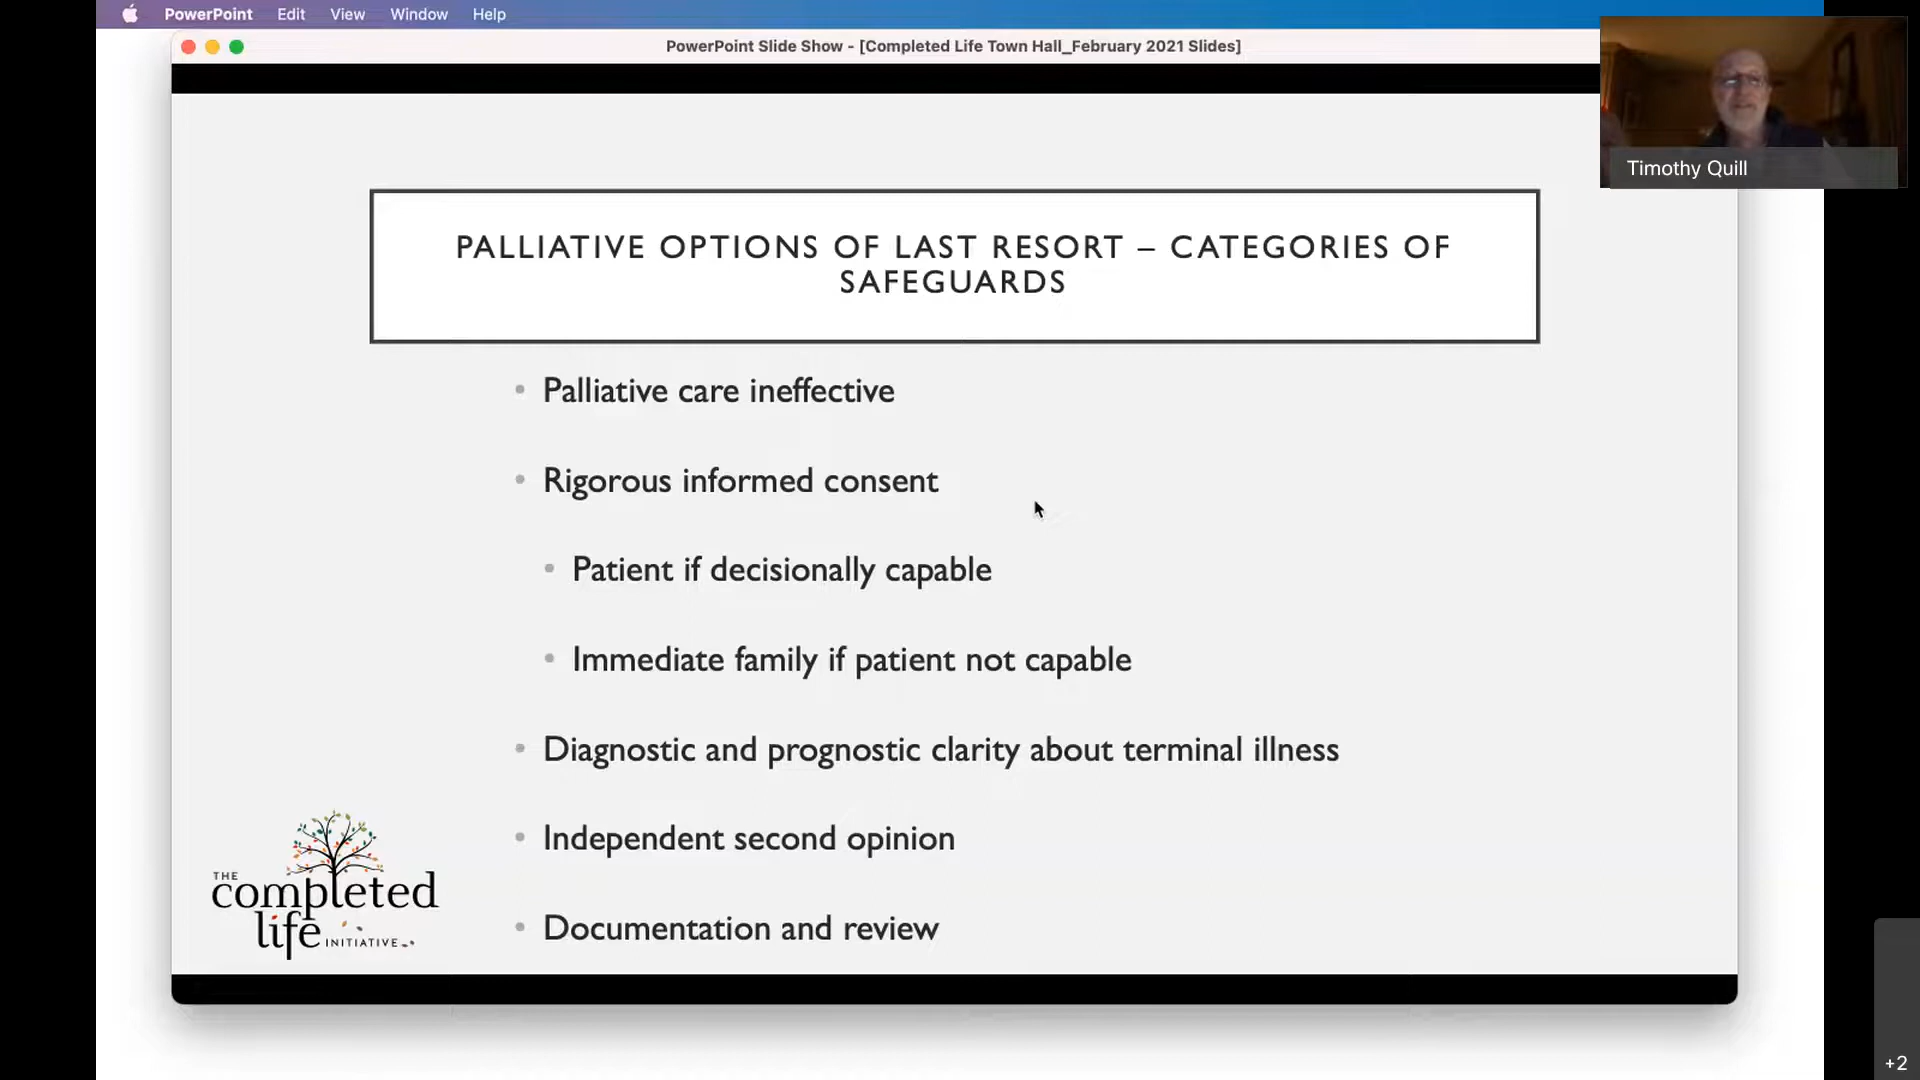 PowerPoint Edit View Window Help
PowerPoint Slide Show - [Completed Life Town Hall_February 2021 Slides]
Timothy Quill
PALLIATIVE OPTIONS OF LAST RESORT – CATEGORIES OF
SAFEGUARDS
• Palliative care ineffective
• Rigorous informed consent
• Patient if decisionally capable
• Immediate family if patient not capable
• Diagnostic and prognostic clarity about terminal illness
• Independent second opinion
• Documentation and review
THE
completed
life INITIATIVE
+2